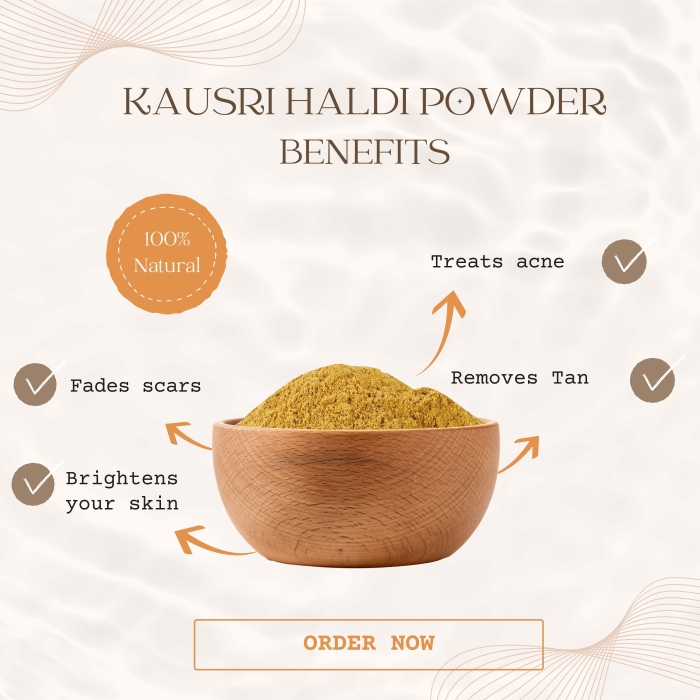 KAUSRI HALDI POWDER
BENEFITS
100%
Natural
Treats acne
Removes Tan
Fades scars
Brightens
your skin
ORDER NOW